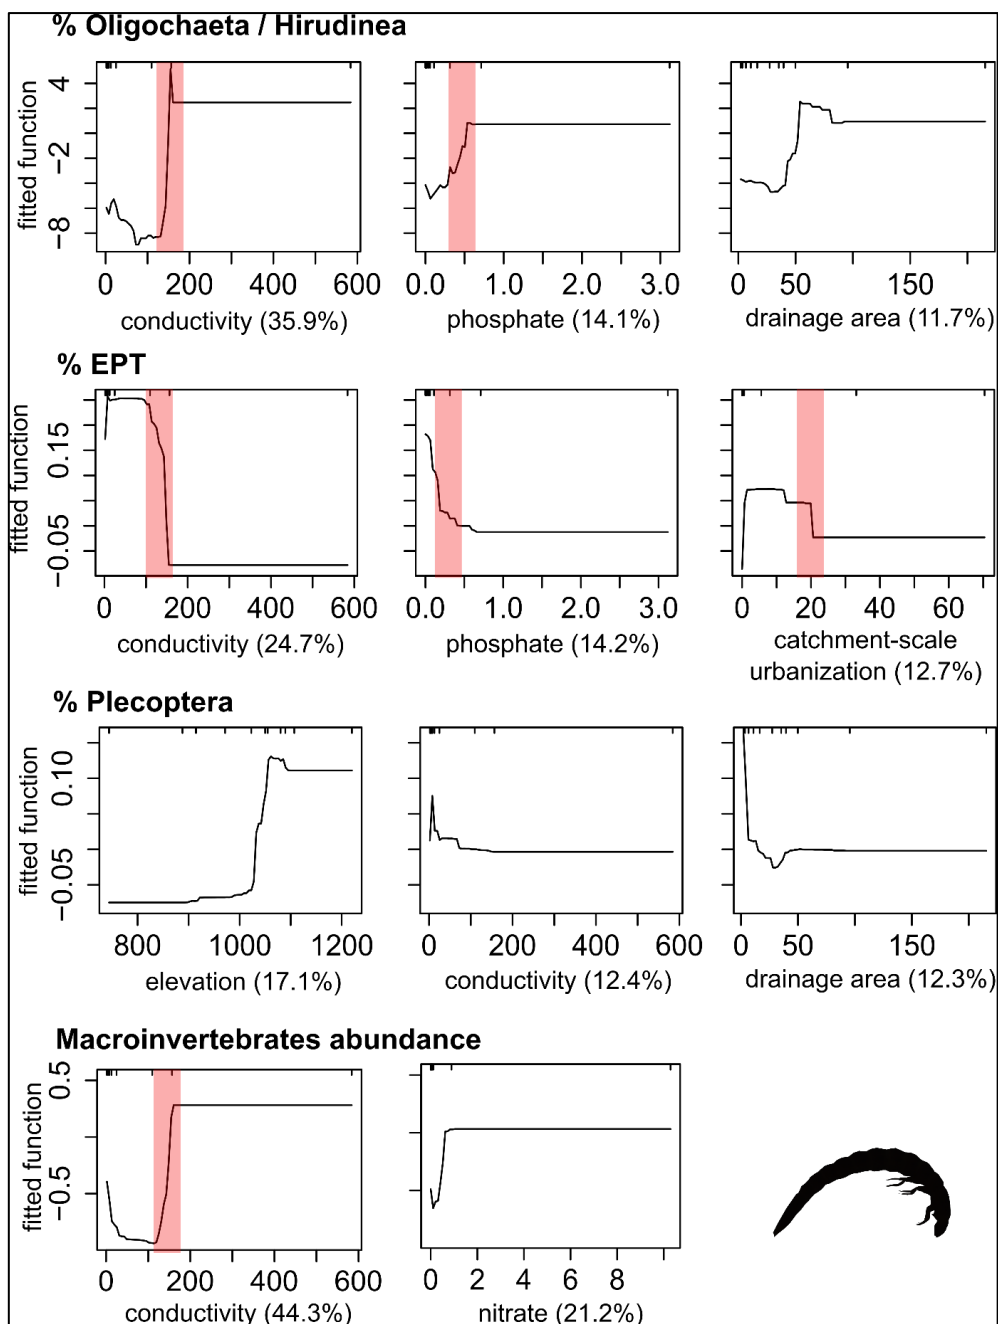 % Oligochaeta / Hirudinea
fitted function
4
-2
-8
0 200 400 600
conductivity (35.9%)
0.0 1.0 2.0 3.0
phosphate (14.1%)
0 50 150
drainage area (11.7%)
% EPT
fitted function
0.15
-0.05
0 200 400 600
conductivity (24.7%)
0.0 1.0 2.0 3.0
phosphate (14.2%)
0 20 40 60
catchment-scale
urbanization (12.7%)
% Plecoptera
fitted function
0.10
-0.05
800 1000 1200
elevation (17.1%)
0 200 400 600
conductivity (12.4%)
0 50 150
drainage area (12.3%)
Macroinvertebrates abundance
fitted function
0.5
-0.5
0 200 400 600
conductivity (44.3%)
0 2 4 6 8
nitrate (21.2%)